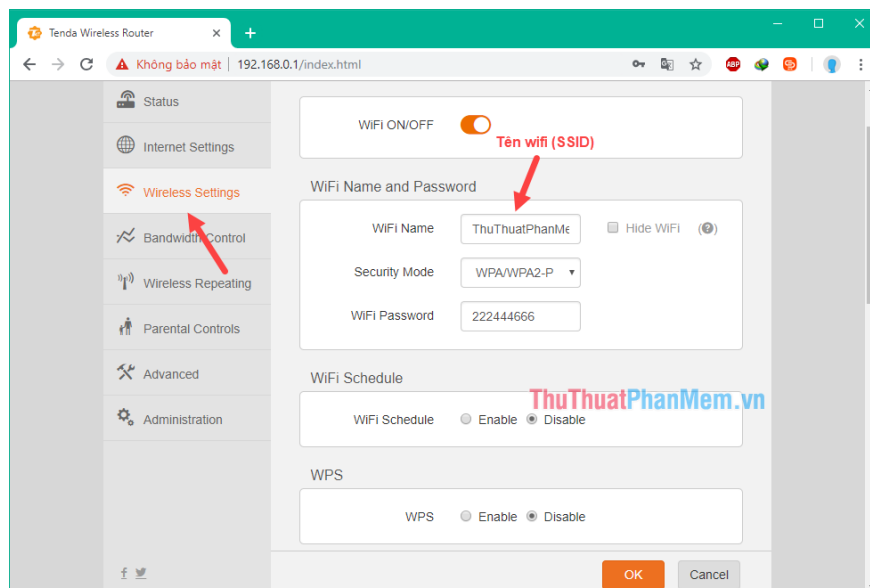 Tenda Wireless Router
Không bảo mật | 192.168.0.1/index.html
ABP
Status
Internet Settings
Wireless Settings
Bandwidth Control
Wireless Repeating
Parental Controls
Advanced
Administration
WiFi ON/OFF
Tên wifi (SSID)
WiFi Name and Password
WiFi Name ThuThuatPhanMe Hide WiFi (?)
Security Mode WPA/WPA2-P
WiFi Password 222444666
WiFi Schedule
ThuThuatPhanMem.vn
WiFi Schedule Enable Disable
WPS
WPS Enable Disable
OK Cancel